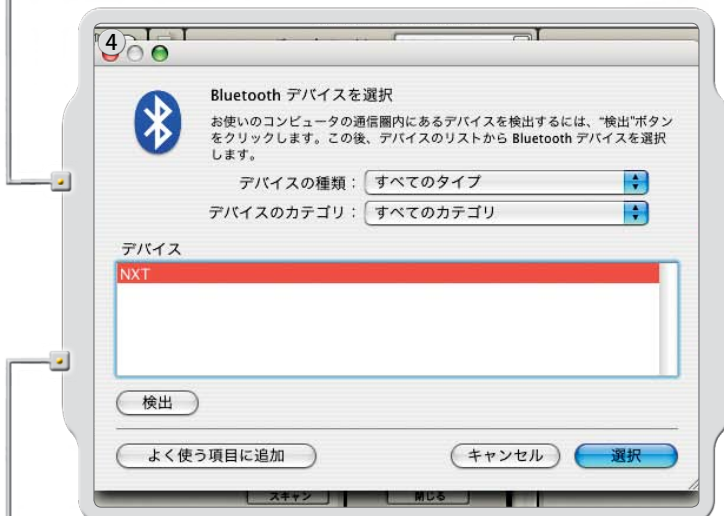 4
Bluetooth デバイスを選択
お使いのコンピュータの通信圏内にあるデバイスを検出するには、“検出”ボタン
をクリックします。この後、デバイスのリストから Bluetooth デバイスを選択
します。
デバイスの種類： すべてのタイプ
デバイスのカテゴリ： すべてのカテゴリ
デバイス
NXT
検出
よく使う項目に追加 キャンセル 選択
スキャン 閉じる